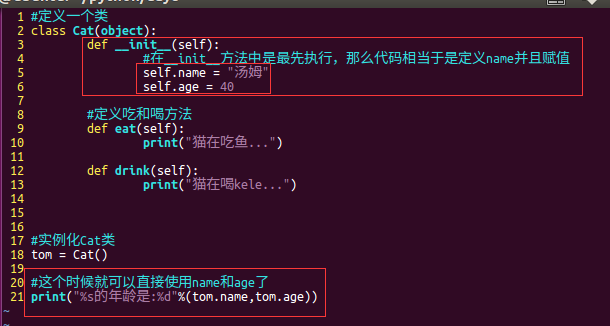 1 #定义一个类
2 class Cat(object):
3 def __init__(self):
4 #在__init__方法中是最先执行，那么代码相当于是定义name并且赋值
5 self.name = "汤姆"
6 self.age = 40
7
8 #定义吃和喝方法
9 def eat(self):
10 print("猫在吃鱼...")
11
12 def drink(self):
13 print("猫在喝kele...")
14
15
16
17 #实例化Cat类
18 tom = Cat()
19
20 #这个时候就可以直接使用name和age了
21 print("%s的年龄是:%d"%(tom.name,tom.age))
~
~